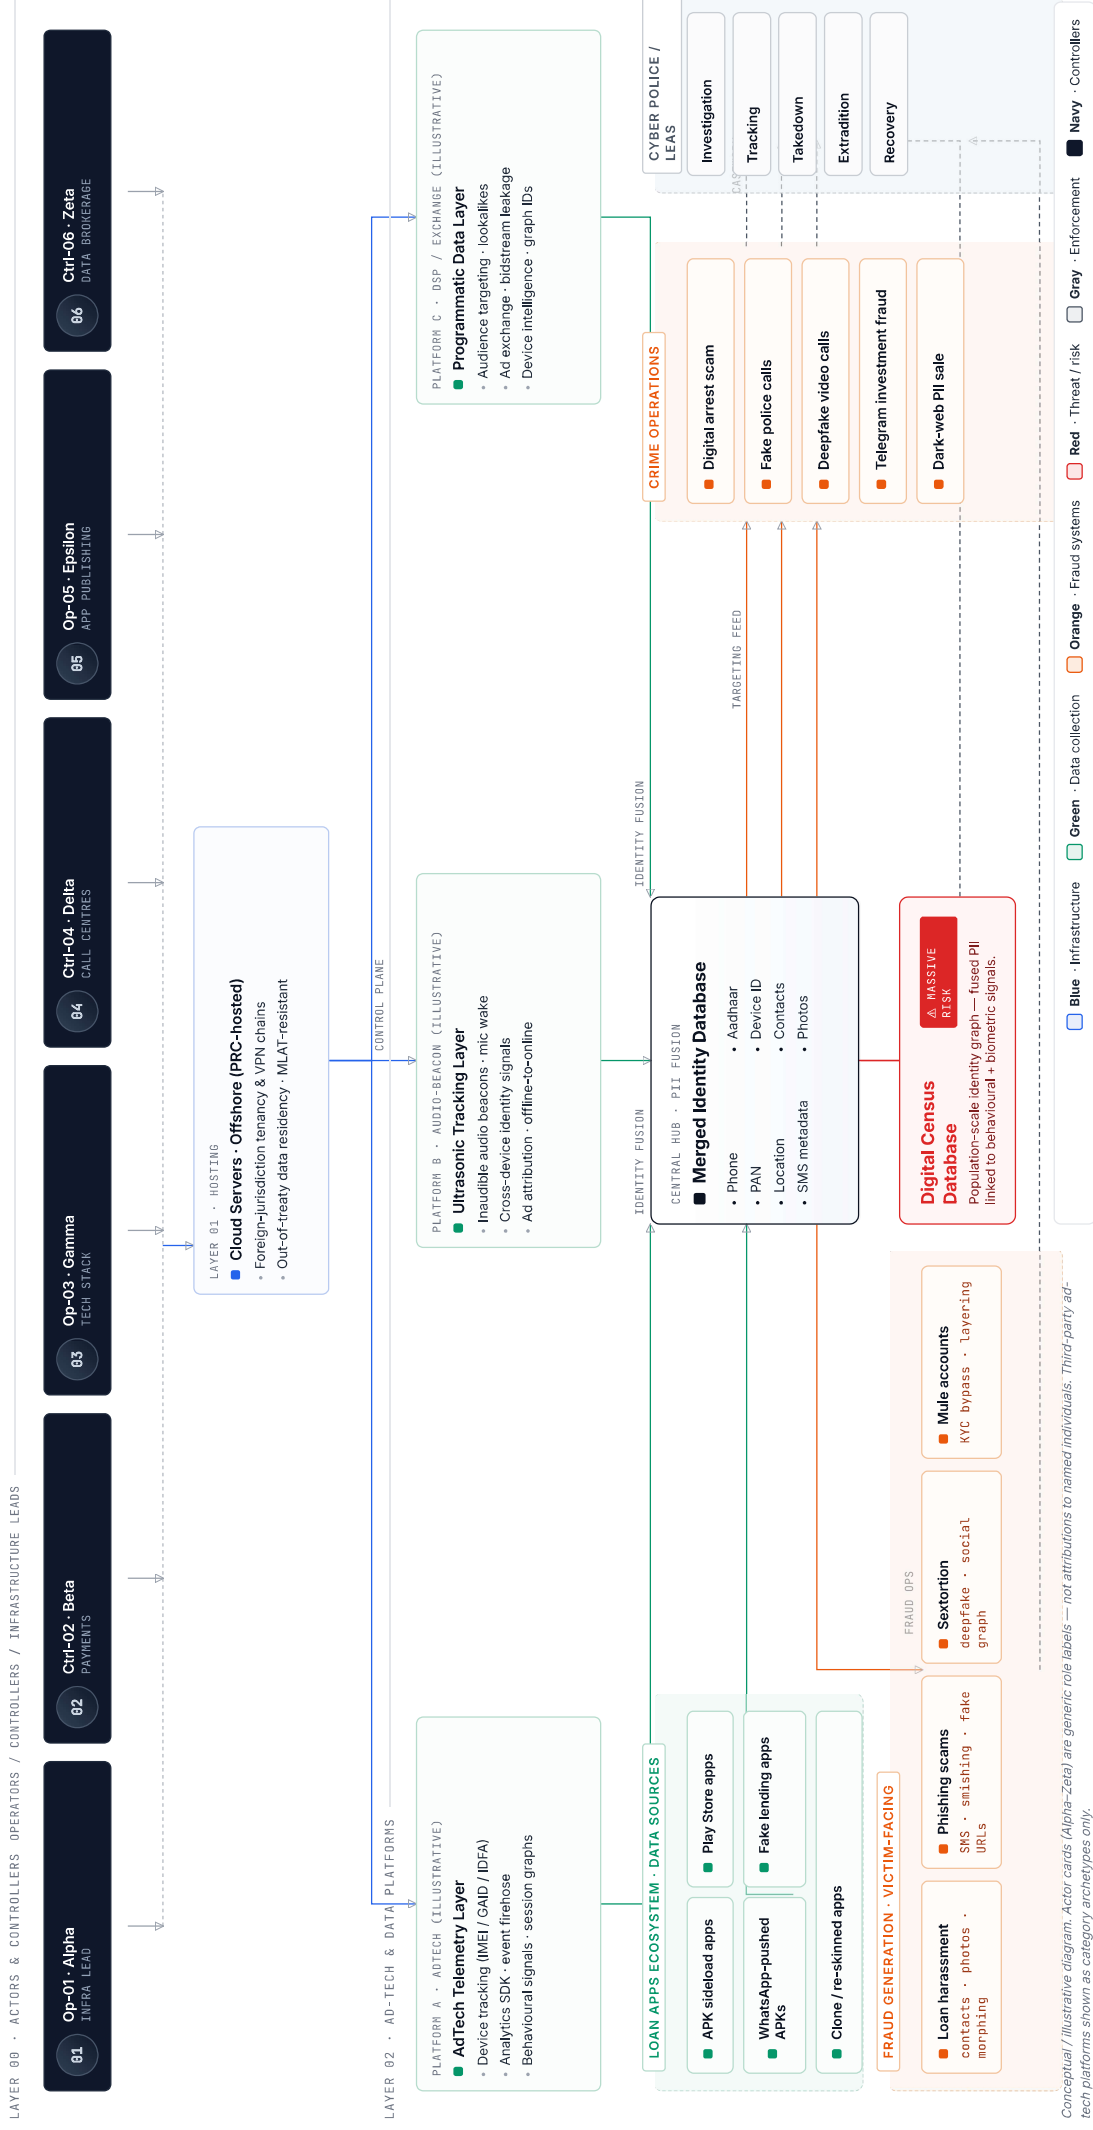 LAYER 00 · ACTORS & CONTROLLERS OPERATORS / CONTROLLERS / INFRASTRUCTURE LEADS
01
Op-01 · Alpha
INFRA LEAD
02
Ctrl-02 · Beta
PAYMENTS
03
Op-03 · Gamma
TECH STACK
04
Ctrl-04 · Delta
CALL CENTRES
05
Op-05 · Epsilon
APP PUBLISHING
06
Ctrl-06 · Zeta
DATA BROKERAGE
LAYER 01 · HOSTING
Cloud Servers · Offshore (PRC-hosted)
• Foreign-jurisdiction tenancy & VPN chains
• Out-of-treaty data residency · MLAT-resistant
CONTROL PLANE
LAYER 02 · AD-TECH & DATA PLATFORMS
PLATFORM A · ADTECH (ILLUSTRATIVE)
AdTech Telemetry Layer
• Device tracking (IMEI / GAID / IDFA)
• Analytics SDK · event firehose
• Behavioural signals · session graphs
PLATFORM B · AUDIO-BEACON (ILLUSTRATIVE)
Ultrasonic Tracking Layer
• Inaudible audio beacons · mic wake
• Cross-device identity signals
• Ad attribution · offline-to-online
PLATFORM C · DSP / EXCHANGE (ILLUSTRATIVE)
Programmatic Data Layer
• Audience targeting · lookalikes
• Ad exchange · bidstream leakage
• Device intelligence · graph IDs
IDENTITY FUSION
IDENTITY FUSION
LOAN APPS ECOSYSTEM · DATA SOURCES
APK sideload apps
Play Store apps
WhatsApp-pushed
APKs
Fake lending apps
Clone / re-skinned apps
CENTRAL HUB · PII FUSION
Merged Identity Database
• Phone
• Aadhaar
• PAN
• Device ID
• Location
• Contacts
• SMS metadata
• Photos
TARGETING FEED
CRIME OPERATIONS
Digital arrest scam
Fake police calls
Deepfake video calls
Telegram investment fraud
Dark-web PII sale
CYBER POLICE /
LEAS
CAS
Investigation
Tracking
Takedown
Extradition
Recovery
Digital Census
Database
⚠ MASSIVE
RISK
Population-scale identity graph — fused PII
linked to behavioural + biometric signals.
FRAUD GENERATION · VICTIM-FACING
FRAUD OPS
Loan harassment
contacts · photos ·
morphing
Phishing scams
SMS · smishing · fake
URLs
Sextortion
deepfake · social
graph
Mule accounts
KYC bypass · layering
Blue · Infrastructure
Green · Data collection
Orange · Fraud systems
Red · Threat / risk
Gray · Enforcement
Navy · Controllers
Conceptual / illustrative diagram. Actor cards (Alpha–Zeta) are generic role labels — not attributions to named individuals. Third-party ad-
tech platforms shown as category archetypes only.